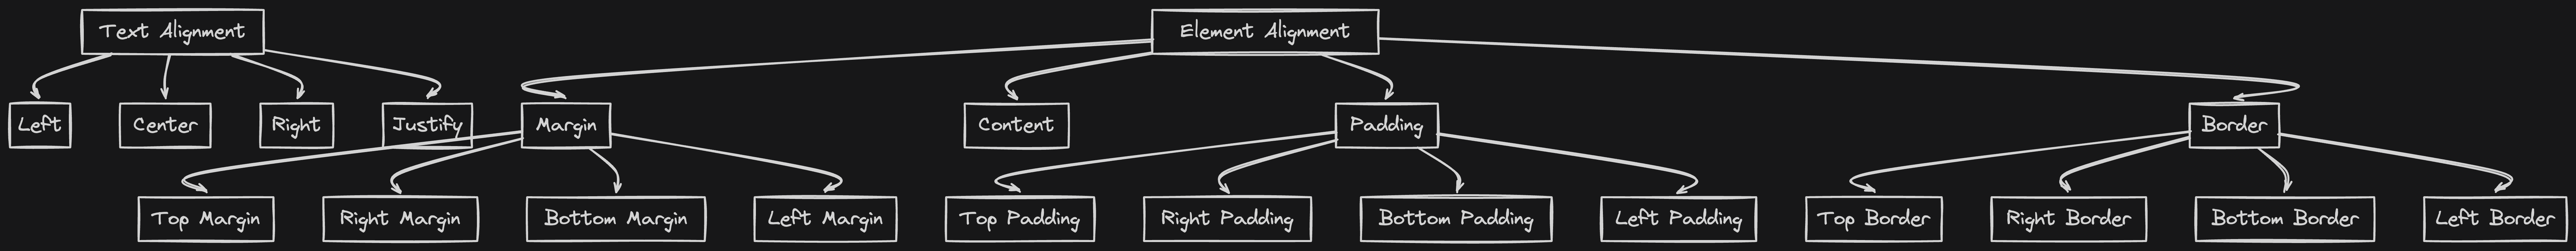 Text Alignment
Element Alignment
Left
Center
Right
Justify
Margin
Content
Padding
Border
Top Margin
Right Margin
Bottom Margin
Left Margin
Top Padding
Right Padding
Bottom Padding
Left Padding
Top Border
Right Border
Bottom Border
Left Border